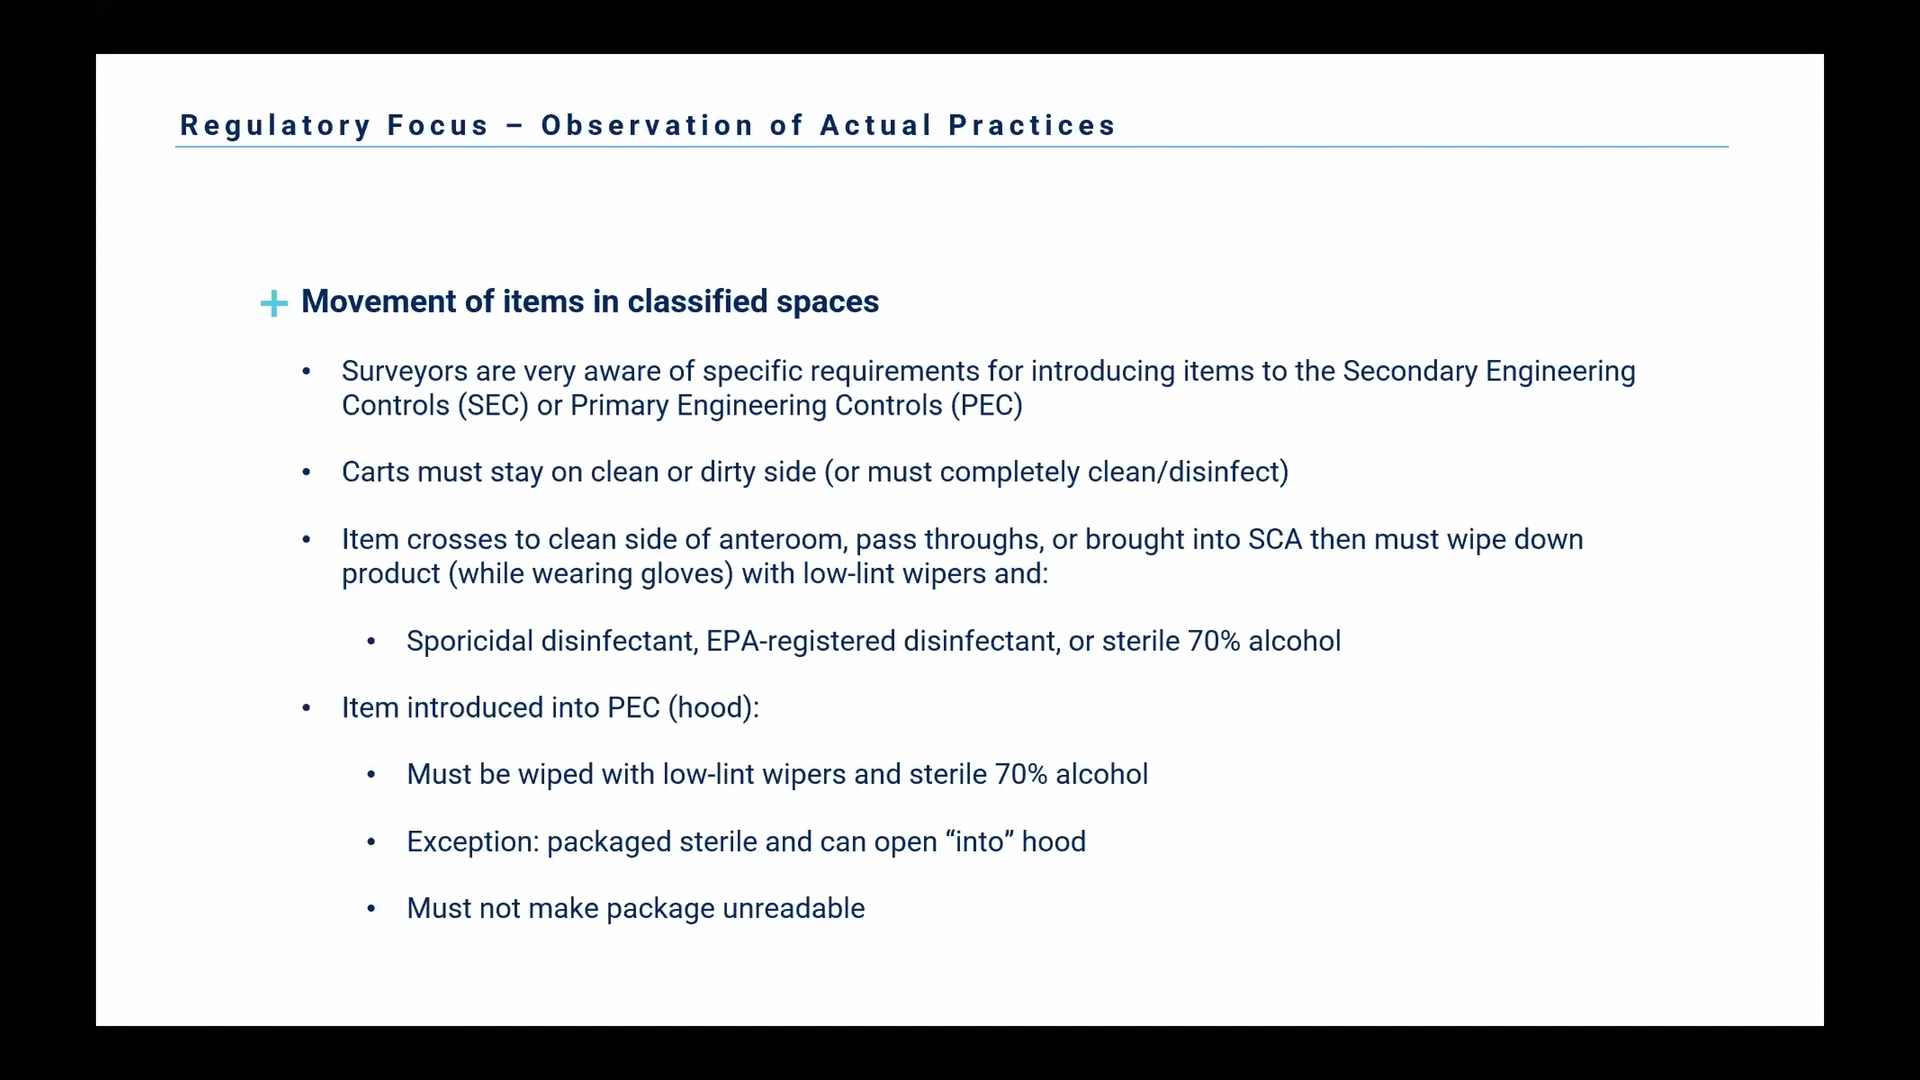 Regulatory Focus – Observation of Actual Practices
Movement of items in classified spaces
• Surveyors are very aware of specific requirements for introducing items to the Secondary Engineering
Controls (SEC) or Primary Engineering Controls (PEC)
• Carts must stay on clean or dirty side (or must completely clean/disinfect)
• Item crosses to clean side of anteroom, pass throughs, or brought into SCA then must wipe down
product (while wearing gloves) with low-lint wipers and:
• Sporicidal disinfectant, EPA-registered disinfectant, or sterile 70% alcohol
• Item introduced into PEC (hood):
• Must be wiped with low-lint wipers and sterile 70% alcohol
• Exception: packaged sterile and can open “into” hood
• Must not make package unreadable